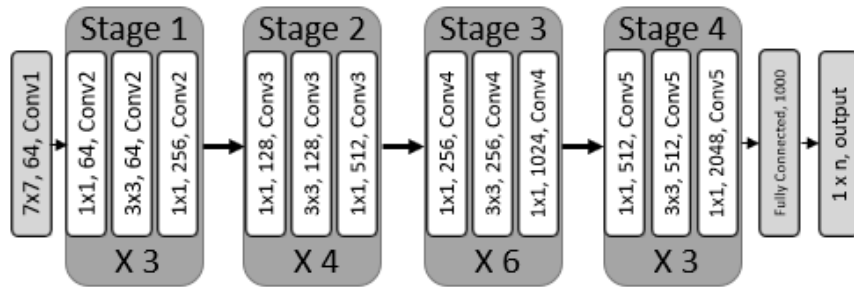 7x7, 64, Conv1
Stage 1
1x1, 64, Conv2
3x3, 64, Conv2
1x1, 256, Conv2
X 3
Stage 2
1x1, 128, Conv3
3x3, 128, Conv3
1x1, 512, Conv3
X 4
Stage 3
1x1, 256, Conv4
3x3, 256, Conv4
1x1, 1024, Conv4
X 6
Stage 4
1x1, 512, Conv5
3x3, 512, Conv5
1x1, 2048, Conv5
X 3
Fully Connected, 1000
1 x n, output